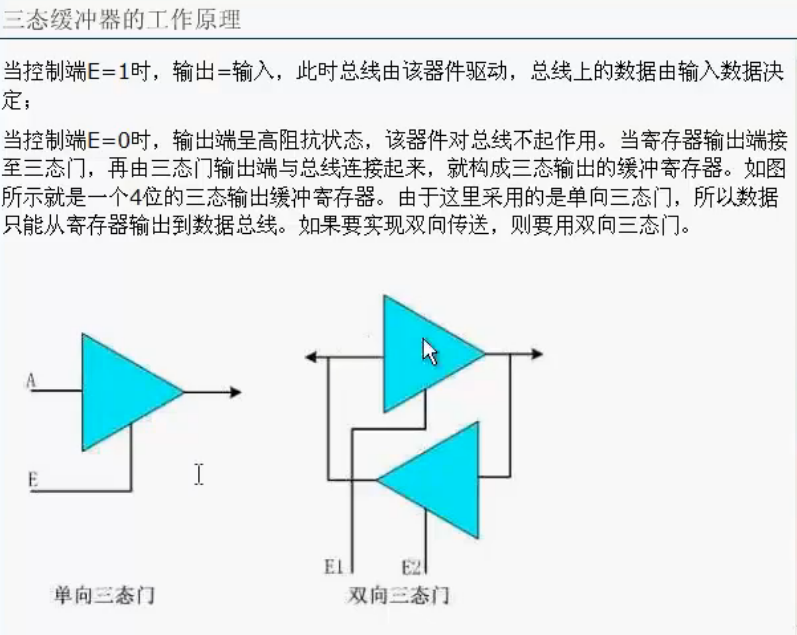 三态缓冲器的工作原理
当控制端E=1时，输出=输入，此时总线由该器件驱动，总线上的数据由输入数据决
定；
当控制端E=0时，输出端呈高阻抗状态，该器件对总线不起作用。当寄存器输出端接
至三态门，再由三态门输出端与总线连接起来，就构成三态输出的缓冲寄存器。如图
所示就是一个4位的三态输出缓冲寄存器。由于这里采用的是单向三态门，所以数据
只能从寄存器输出到数据总线。如果要实现双向传送，则要用双向三态门。
A
E
E1
E2
单向三态门
双向三态门